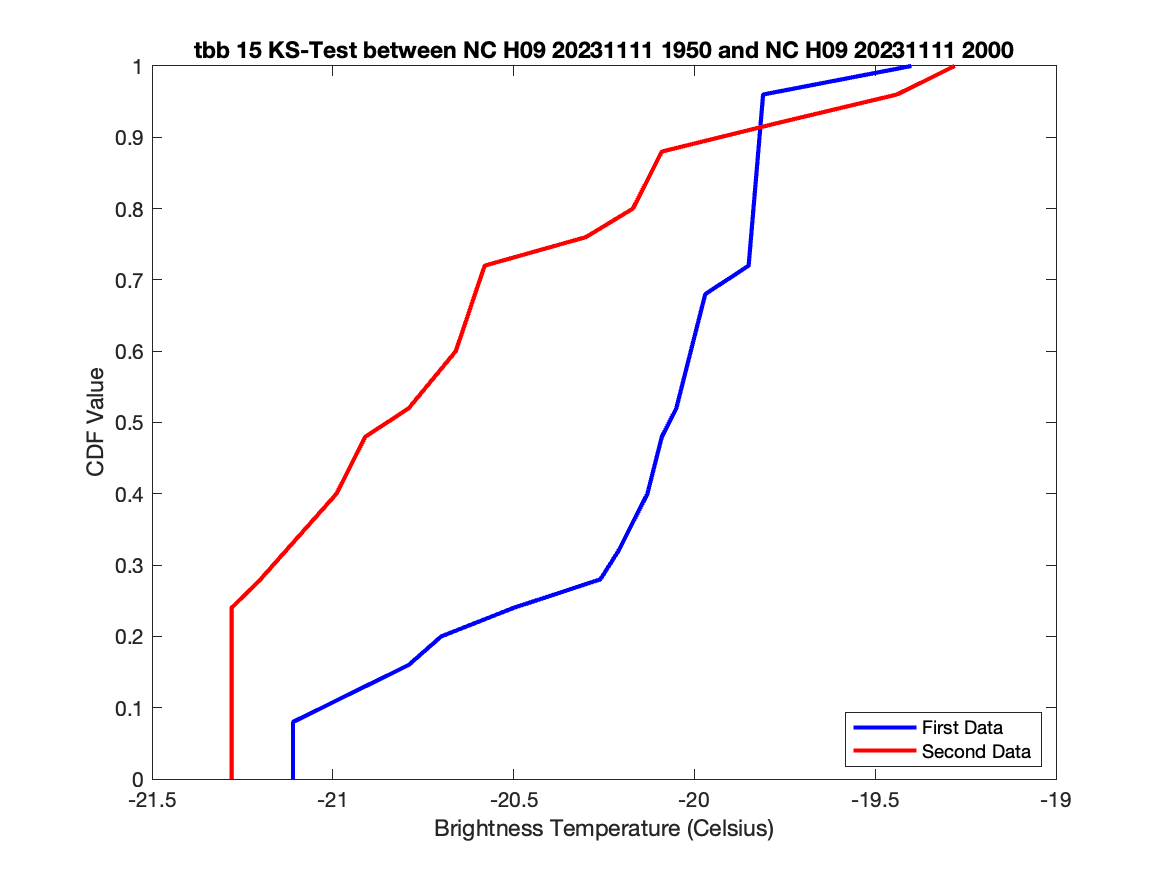 tbb 15 KS-Test between NC H09 20231111 1950 and NC H09 20231111 2000
1
0.9
0.8
0.7
0.6
0.5
0.4
0.3
0.2
0.1
0
CDF Value
First Data
Second Data
-21.5 -21 -20.5 -20 -19.5 -19
Brightness Temperature (Celsius)